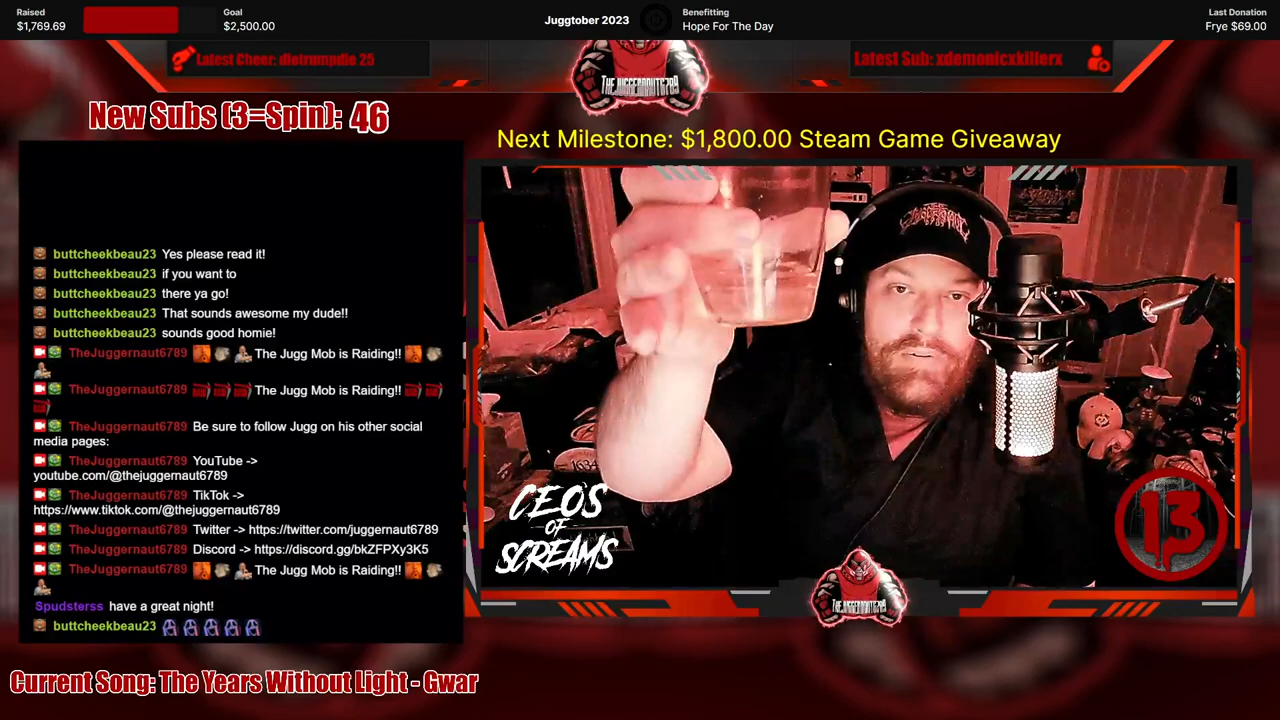 Raised
$1,769.69
Goal
$2,500.00
Juggtober 2023
Benefitting
Hope For The Day
Last Donation
Frye $69.00
Latest Cheer: dietrumpdie 25
THEJUGGERNAUT6789
Latest Sub: xdemonicxkillerx
New Subs (3=Spin): 46
Next Milestone: $1,800.00 Steam Game Giveaway
buttcheekbeau23 Yes please read it!
buttcheekbeau23 if you want to
buttcheekbeau23 there ya go!
buttcheekbeau23 That sounds awesome my dude!!
buttcheekbeau23 sounds good homie!
TheJuggernaut6789 The Jugg Mob is Raiding!!
TheJuggernaut6789 The Jugg Mob is Raiding!!
TheJuggernaut6789 Be sure to follow Jugg on his other social
media pages:
TheJuggernaut6789 YouTube ->
youtube.com/@thejuggernaut6789
TheJuggernaut6789 TikTok ->
https://www.tiktok.com/@thejuggernaut6789
TheJuggernaut6789 Twitter -> https://twitter.com/juggernaut6789
TheJuggernaut6789 Discord -> https://discord.gg/bkZFPXy3K5
TheJuggernaut6789 The Jugg Mob is Raiding!!
Spudsterss have a great night!
buttcheekbeau23
1634
CEO'S
OF
SCREAMS
13
THEJUGGERNAUT6789
Current Song: The Years Without Light - Gwar